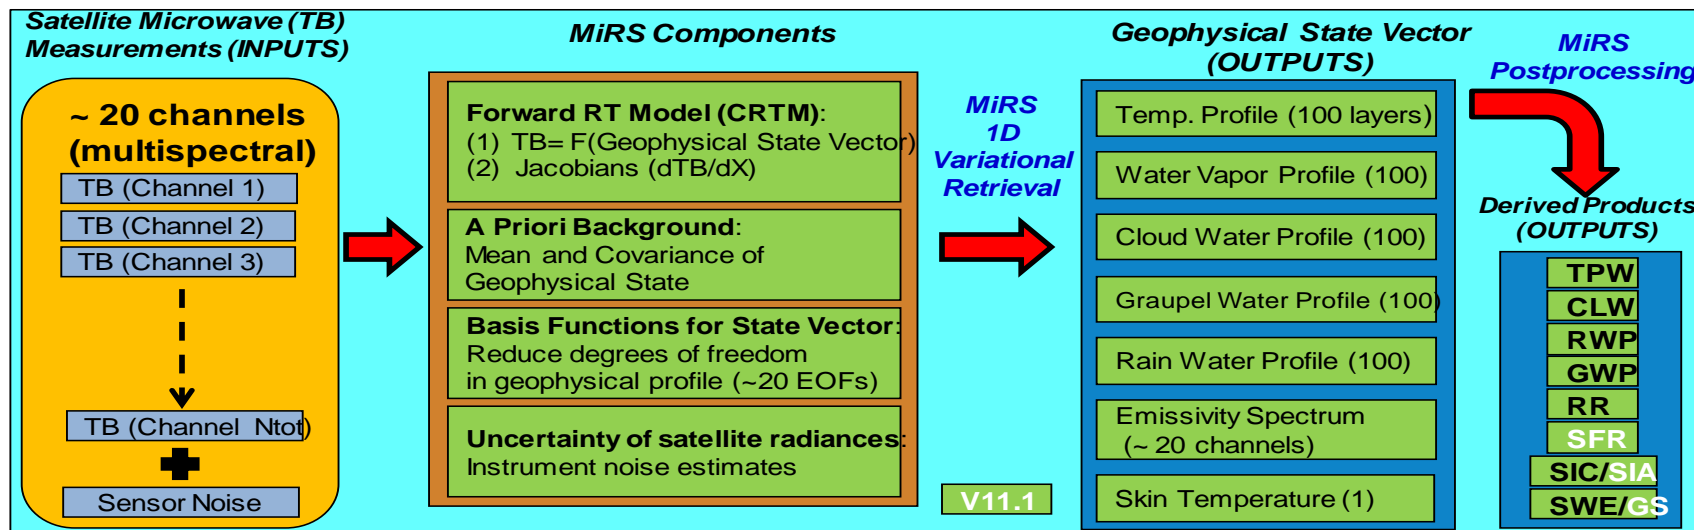 Satellite Microwave (TB)
Measurements (INPUTS)
~ 20 channels
(multispectral)
TB (Channel 1)
TB (Channel 2)
TB (Channel 3)
TB (Channel Ntot)
Sensor Noise
MiRS Components
Forward RT Model (CRTM):
(1) TB= F(Geophysical State Vector)
(2) Jacobians (dTB/dX)
A Priori Background:
Mean and Covariance of
Geophysical State
Basis Functions for State Vector:
Reduce degrees of freedom
in geophysical profile (~20 EOFs)
Uncertainty of satellite radiances:
Instrument noise estimates
MiRS
1D
Variational
Retrieval
V11.1
Geophysical State Vector
(OUTPUTS)
Temp. Profile (100 layers)
Water Vapor Profile (100)
Cloud Water Profile (100)
Graupel Water Profile (100)
Rain Water Profile (100)
Emissivity Spectrum
(~ 20 channels)
Skin Temperature (1)
MiRS
Postprocessing
Derived Products
(OUTPUTS)
TPW
CLW
RWP
GWP
RR
SFR
SIC/SIA
SWE/GS